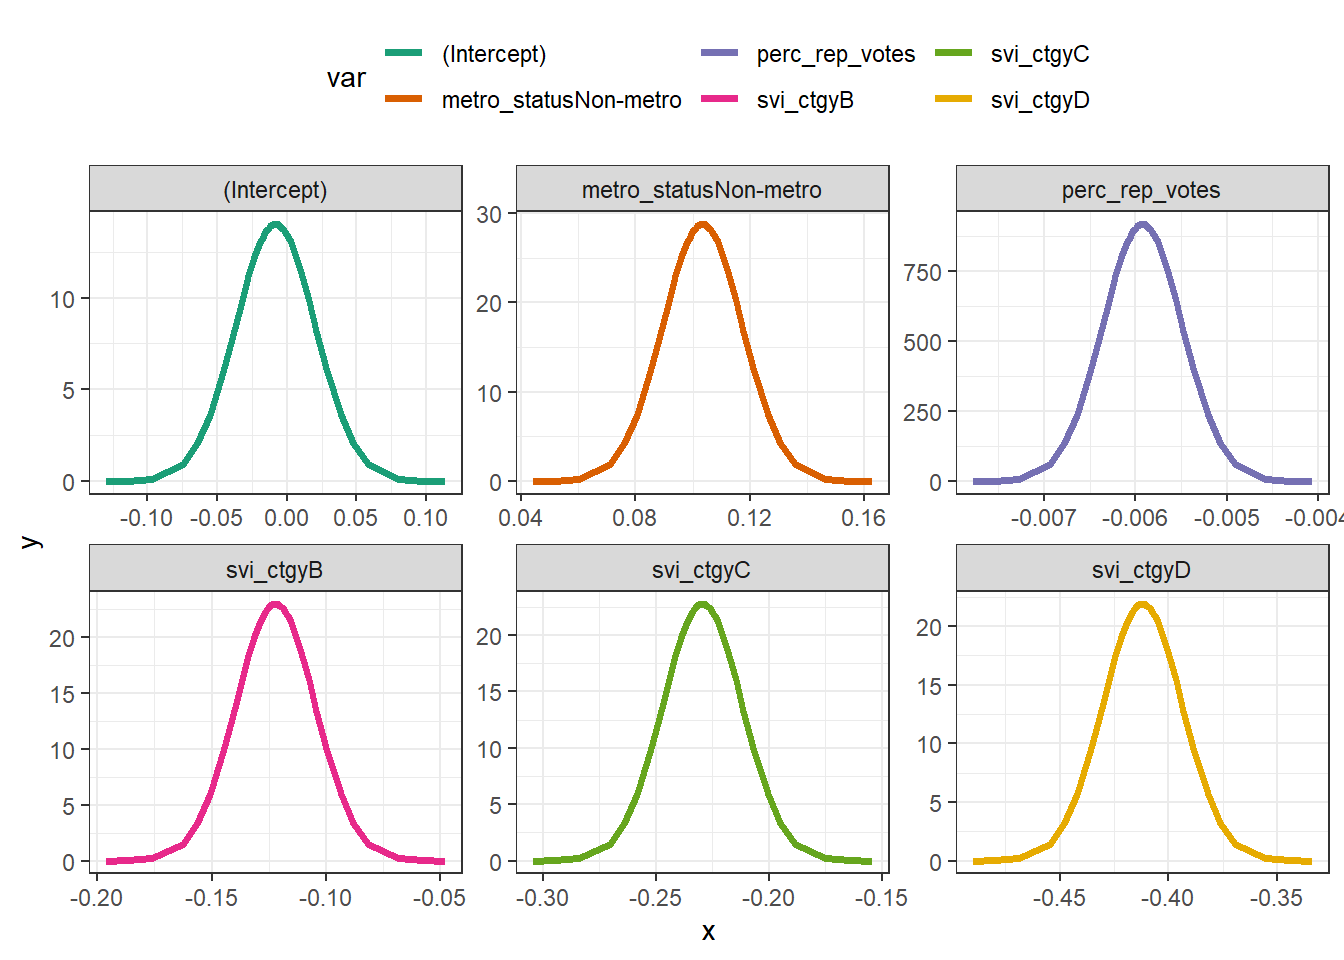 var
(Intercept) perc_rep_votes svi_ctgyC
metro_statusNon-metro svi_ctgyB svi_ctgyD
(Intercept) metro_statusNon-metro perc_rep_votes
10
5
0
30
20
10
0
750
500
250
0
-0.10 -0.05 0.00 0.05 0.10
0.04 0.08 0.12 0.16
-0.007 -0.006 -0.005 -0.004
y
svi_ctgyB svi_ctgyC svi_ctgyD
20
15
10
5
0
20
15
10
5
0
20
15
10
5
0
-0.20 -0.15 -0.10 -0.05
-0.30 -0.25 -0.20 -0.15
-0.45 -0.40 -0.35
x